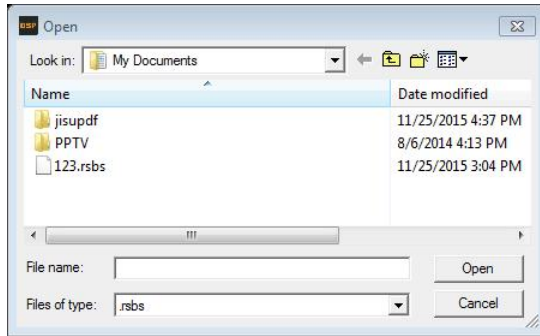 DSP Open
Look in: My Documents
Name Date modified
jisupdf 11/25/2015 4:37 PM
PPTV 8/6/2014 4:13 PM
123.rsbs 11/25/2015 3:04 PM
File name: Open
Files of type: .rsbs Cancel